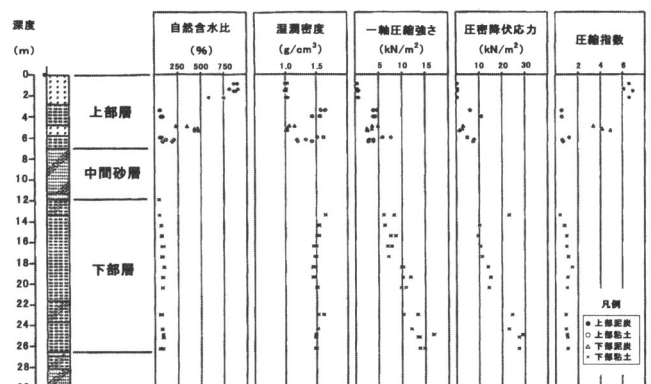 深度
(m)
自然含水比
(%)
250 500 750
湿潤密度
(g/cm³)
1.0 1.5
一軸圧縮強さ
(kN/m²)
5 10 15
圧密降伏応力
(kN/m²)
10 20 30
圧縮指数
2 4 6
0
2
4
6
8
10
12
14
16
18
20
22
24
26
28
上部層
中間砂層
下部層
凡例
● 上部泥炭
○ 上部粘土
△ 下部泥炭
× 下部粘土